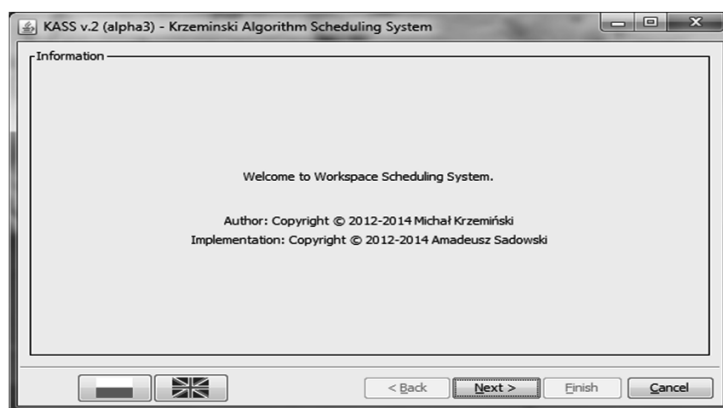 KASS v.2 (alpha3) - Krzeminski Algorithm Scheduling System
Information
Welcome to Workspace Scheduling System.
Author: Copyright © 2012-2014 Michał Krzemiński
Implementation: Copyright © 2012-2014 Amadeusz Sadowski
< Back Next > Finish Cancel